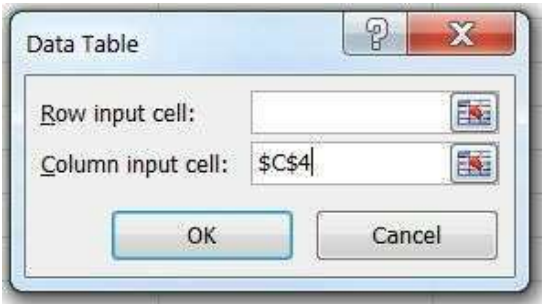 Data Table
Row input cell:
Column input cell: $C$4
OK Cancel